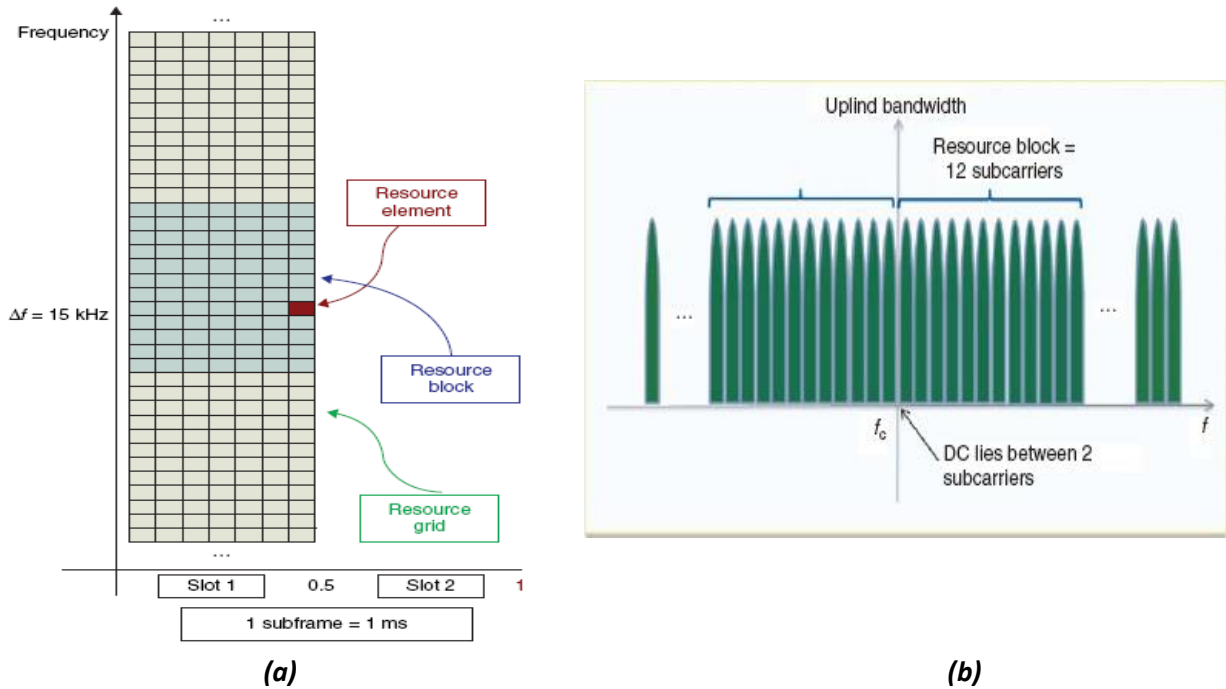 ...
Frequency
Resource
element
Δf = 15 kHz
Resource
block
Resource
grid
...
Slot 1 0.5 Slot 2 1
1 subframe = 1 ms
(a)
Uplind bandwidth
Resource block =
12 subcarriers
... ...
fc f
DC lies between 2
subcarriers
(b)